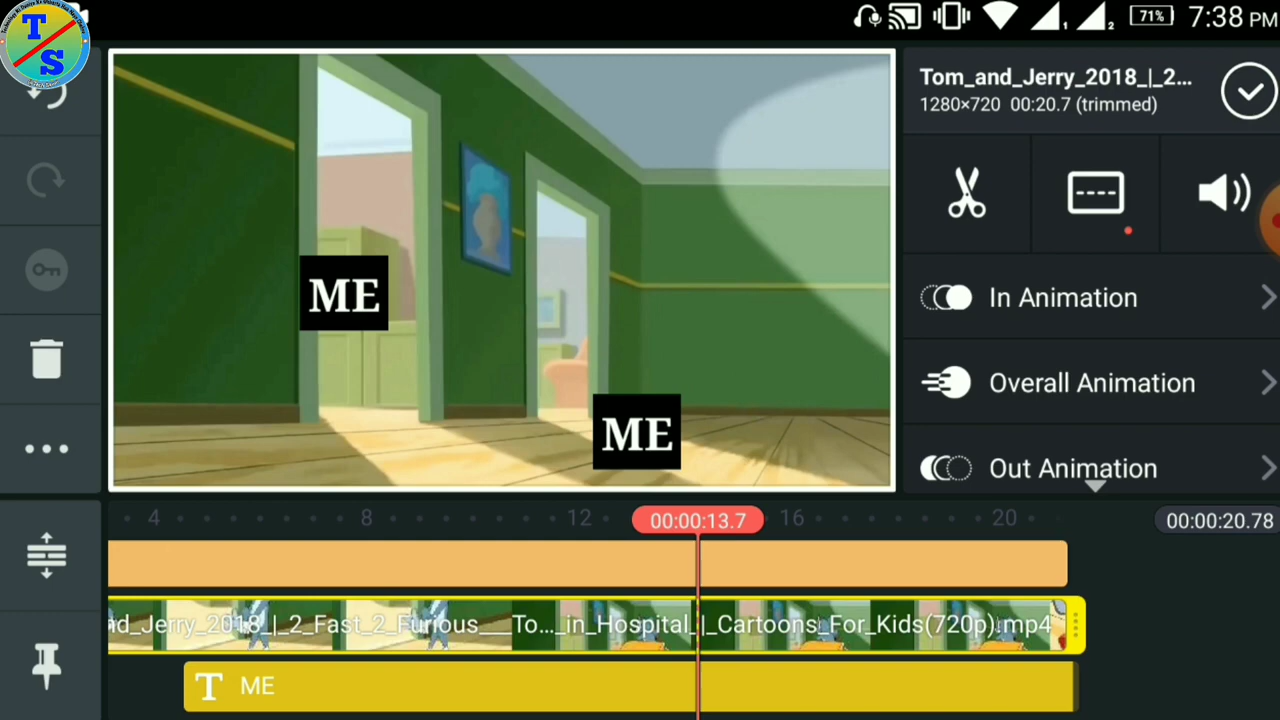 T
S
71%
7:38 PM
Tom_and_Jerry_2018_|_2...
1280×720 00:20.7 (trimmed)
ME
ME
In Animation
Overall Animation
Out Animation
4 8 12 00:00:13.7 16 20 00:00:20.78
nd_Jerry_2018_|_2_Fast_2_Furious___To..._in_Hospital_|_Cartoons_For_Kids(720p).mp4
T ME